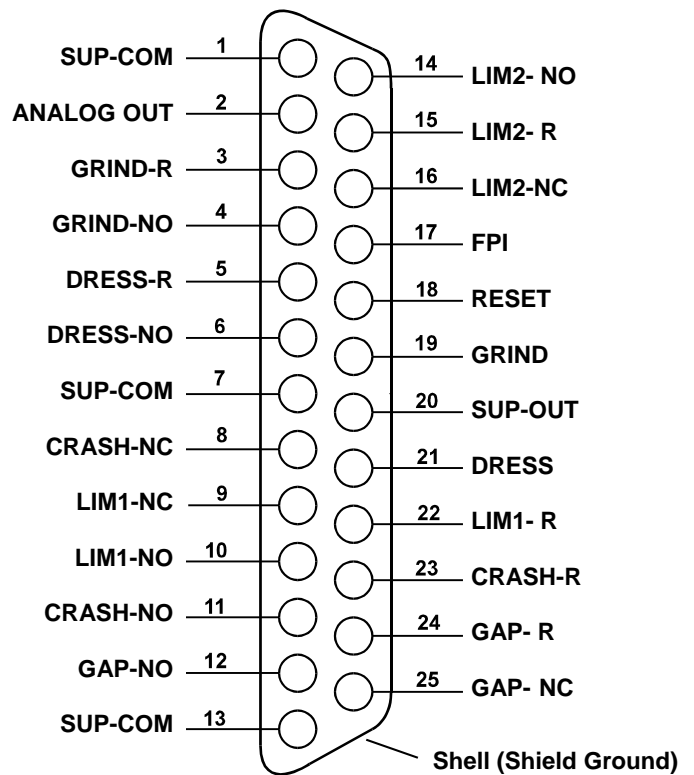 SUP-COM 1
ANALOG OUT 2
GRIND-R 3
GRIND-NO 4
DRESS-R 5
DRESS-NO 6
SUP-COM 7
CRASH-NC 8
LIM1-NC 9
LIM1-NO 10
CRASH-NO 11
GAP-NO 12
SUP-COM 13
14 LIM2- NO
15 LIM2- R
16 LIM2-NC
17 FPI
18 RESET
19 GRIND
20 SUP-OUT
21 DRESS
22 LIM1- R
23 CRASH-R
24 GAP- R
25 GAP- NC
Shell (Shield Ground)